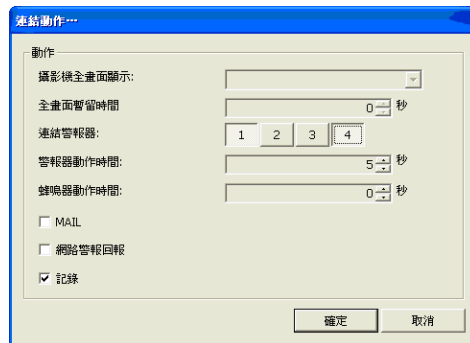 連結動作…
動作
攝影機全畫面顯示:
全畫面暫留時間 0 秒
連結警報器: 1 2 3 4
警報器動作時間: 5 秒
蜂鳴器動作時間: 0 秒
MAIL
網路警報回報
記錄
確定 取消